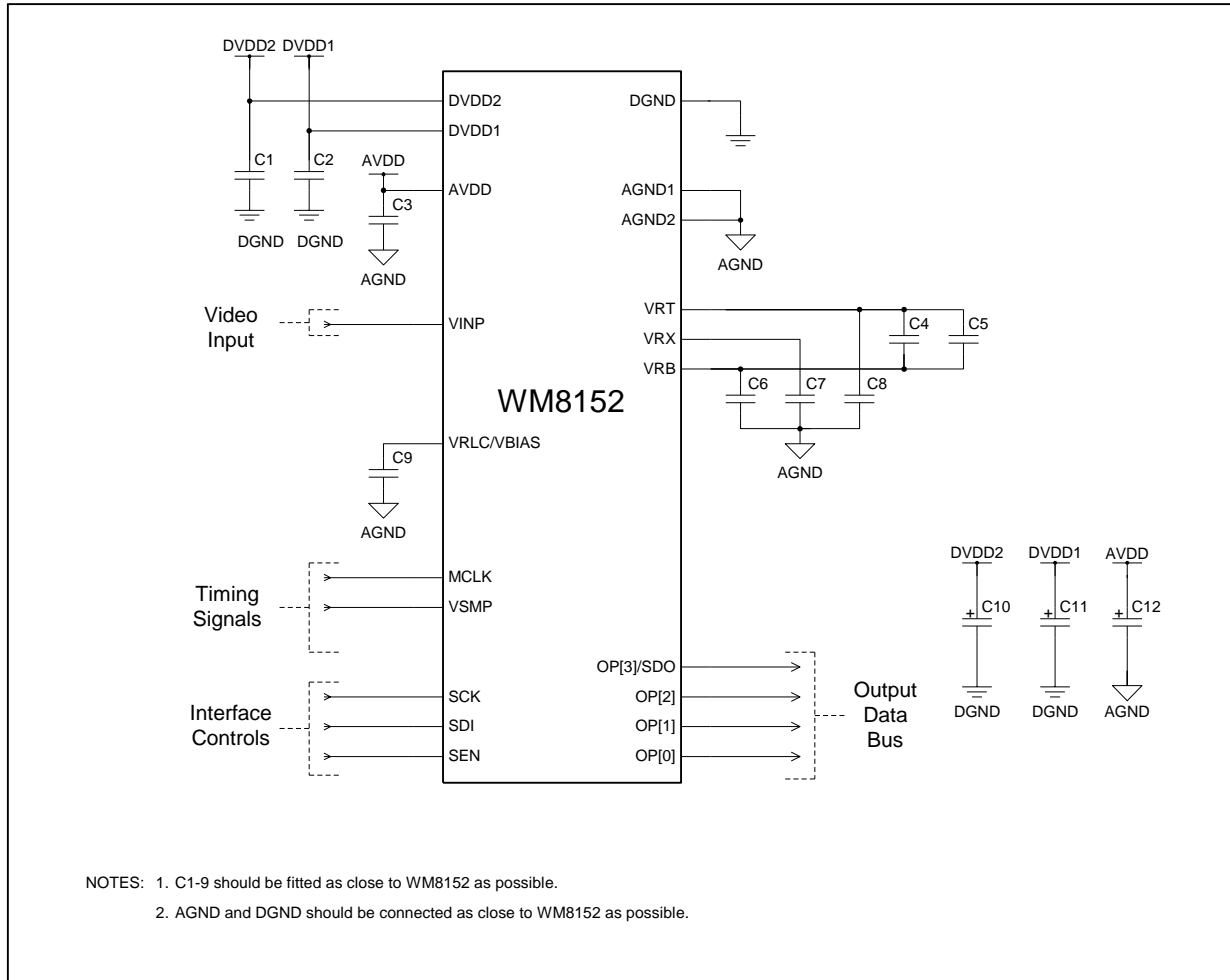 DVDD2 DVDD1
DVDD2
DGND
DVDD1
C1
C2
AVDD
AVDD
AGND1
C3
AGND2
DGND
DGND
AGND
AGND
Video
Input
VINP
VRT
VRX
C4
C5
VRB
C6
C7
C8
WM8152
VRLC/VBIAS
C9
AGND
AGND
DVDD2
DVDD1
AVDD
Timing
Signals
MCLK
VSMP
C10
C11
C12
+
+
+
OP[3]/SDO
Interface
Controls
SCK
OP[2]
SDI
OP[1]
SEN
OP[0]
Output
Data
Bus
DGND
DGND
AGND
NOTES: 1. C1-9 should be fitted as close to WM8152 as possible.
2. AGND and DGND should be connected as close to WM8152 as possible.